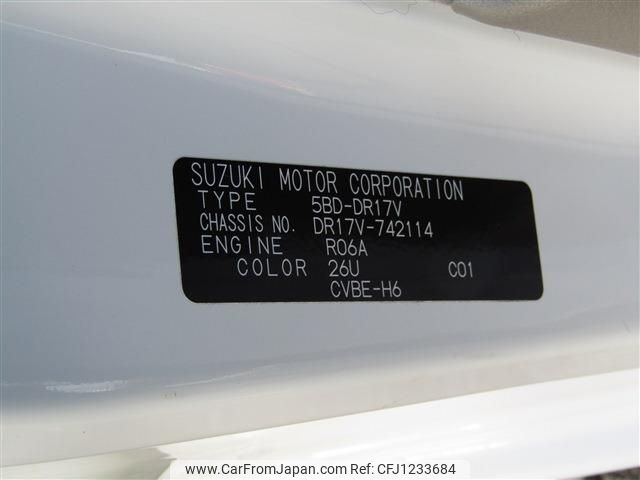 SUZUKI MOTOR CORPORATION
TYPE 5BD-DR17V
CHASSIS NO. DR17V-742114
ENGINE R06A
COLOR 26U C01
CVBE-H6
www.CarFromJapan.com - CFJ1233684